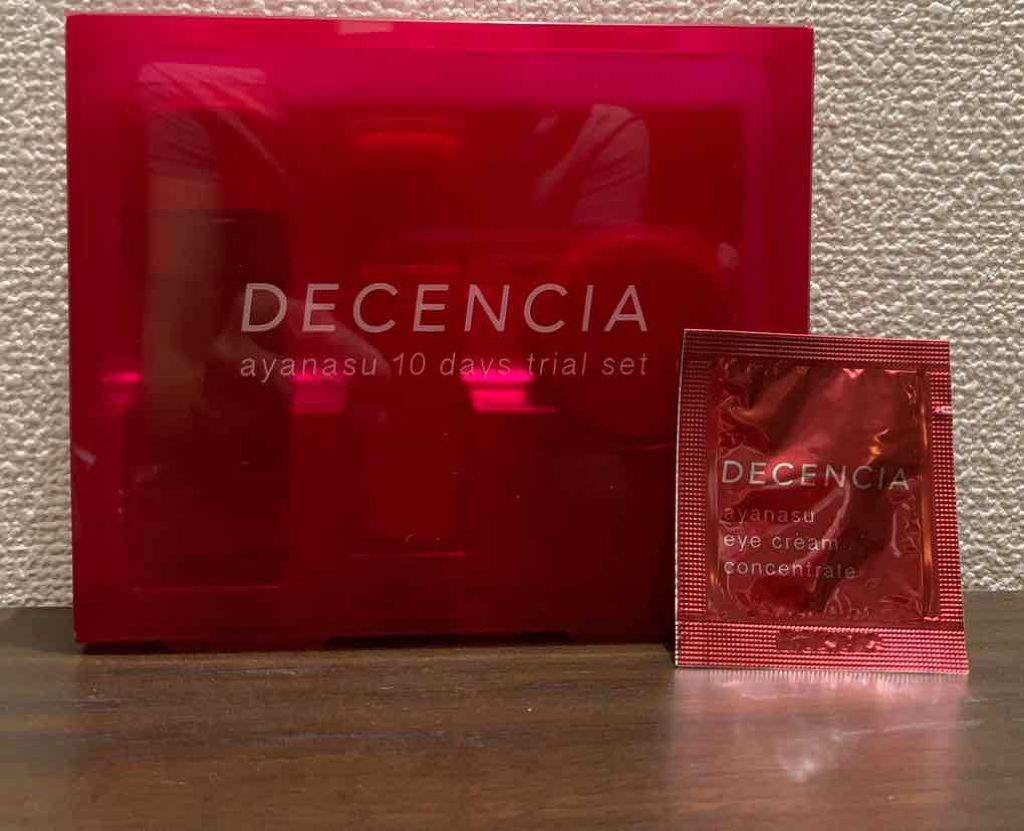 DECENCIA
ayanasu 10 days trial set
DECENCIA
ayanasu
eye cream
concentrate